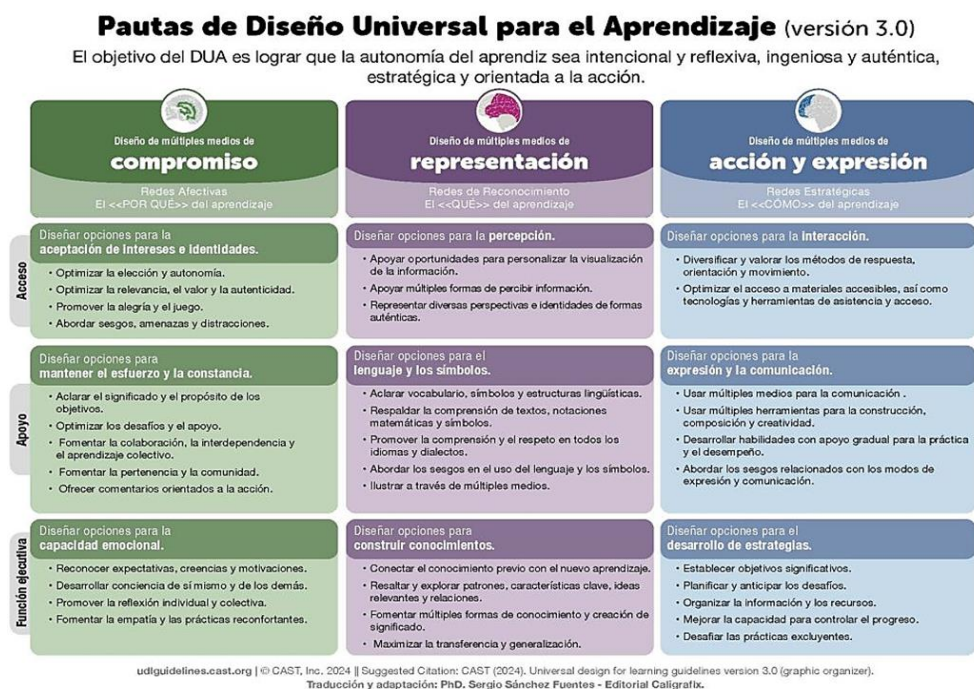 Pautas de Diseño Universal para el Aprendizaje (versión 3.0)
El objetivo del DUA es lograr que la autonomía del aprendiz sea intencional y reflexiva, ingeniosa y auténtica,
estratégica y orientada a la acción.
Diseño de múltiples medios de
compromiso
Redes Afectivas
El <<POR QUÉ>> del aprendizaje
Diseño de múltiples medios de
representación
Redes de Reconocimiento
El <<QUÉ>> del aprendizaje
Diseño de múltiples medios de
acción y expresión
Redes Estratégicas
El <<CÓMO>> del aprendizaje
Acceso
Diseñar opciones para la
aceptación de intereses e identidades.
• Optimizar la elección y autonomía.
• Optimizar la relevancia, el valor y la autenticidad.
• Promover la alegría y el juego.
• Abordar sesgos, amenazas y distracciones.
Diseñar opciones para la percepción.
• Apoyar oportunidades para personalizar la visualización
de la información.
• Apoyar múltiples formas de percibir información.
• Representar diversas perspectivas e identidades de formas
auténticas.
Diseñar opciones para la interacción.
• Diversificar y valorar los métodos de respuesta,
orientación y movimiento.
• Optimizar el acceso a materiales accesibles, así como
tecnologías y herramientas de asistencia y acceso.
Apoyo
Diseñar opciones para
mantener el esfuerzo y la constancia.
• Aclarar el significado y el propósito de los
objetivos.
• Optimizar los desafíos y el apoyo.
• Fomentar la colaboración, la interdependencia y
el aprendizaje colectivo.
• Fomentar la pertenencia y la comunidad.
• Ofrecer comentarios orientados a la acción.
Diseñar opciones para el
lenguaje y los símbolos.
• Aclarar vocabulario, símbolos y estructuras lingüísticas.
• Respaldar la comprensión de textos, notaciones
matemáticas y símbolos.
• Promover la comprensión y el respeto en todos los
idiomas y dialectos.
• Abordar los sesgos en el uso del lenguaje y los símbolos.
• Ilustrar a través de múltiples medios.
Diseñar opciones para la
expresión y la comunicación.
• Usar múltiples medios para la comunicación .
• Usar múltiples herramientas para la construcción,
composición y creatividad.
• Desarrollar habilidades con apoyo gradual para la práctica
y el desempeño.
• Abordar los sesgos relacionados con los modos de
expresión y comunicación.
Función ejecutiva
Diseñar opciones para la
capacidad emocional.
• Reconocer expectativas, creencias y motivaciones.
• Desarrollar conciencia de sí mismo y de los demás.
• Promover la reflexión individual y colectiva.
• Fomentar la empatía y las prácticas reconfortantes.
Diseñar opciones para
construir conocimientos.
• Conectar el conocimiento previo con el nuevo aprendizaje.
• Resaltar y explorar patrones, características clave, ideas
relevantes y relaciones.
• Fomentar múltiples formas de conocimiento y creación de
significado.
• Maximizar la transferencia y generalización.
Diseñar opciones para el
desarrollo de estrategias.
• Establecer objetivos significativos.
• Planificar y anticipar los desafíos.
• Organizar la información y los recursos.
• Mejorar la capacidad para controlar el progreso.
• Desafiar las prácticas excluyentes.
udlguidelines.cast.org | © CAST, Inc. 2024 || Suggested Citation: CAST (2024). Universal design for learning guidelines version 3.0 (graphic organizer).
Traducción y adaptación: PhD. Sergio Sánchez Fuentes - Editorial Caligrafix.